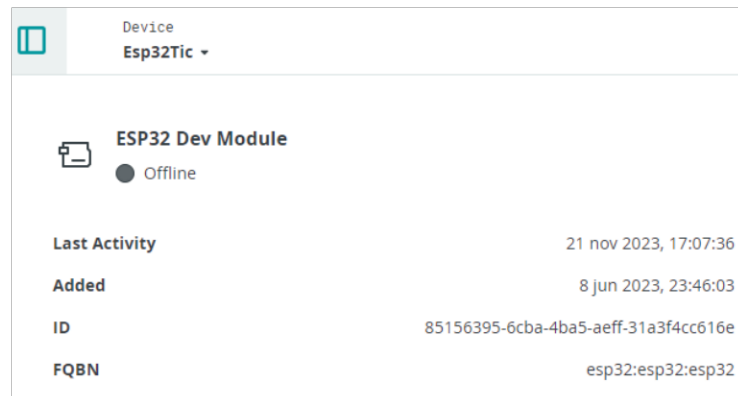 Device
Esp32Tic
ESP32 Dev Module
Offline
Last Activity 21 nov 2023, 17:07:36
Added 8 jun 2023, 23:46:03
ID 85156395-6cba-4ba5-aeff-31a3f4cc616e
FQBN esp32:esp32:esp32